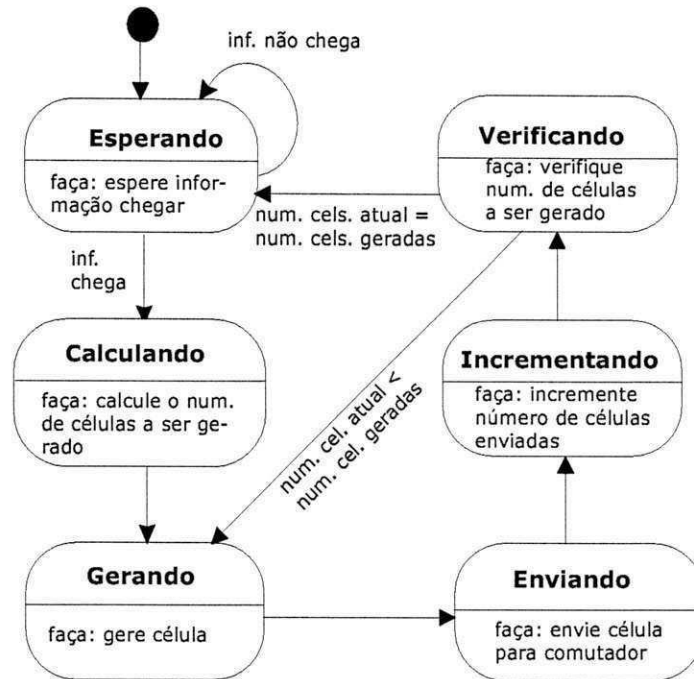 inf. não chega
Esperando
faça: espere infor-
mação chegar
Verificando
faça: verifique
num. de células
a ser gerado
num. cels. atual =
num. cels. geradas
inf.
chega
Calculando
faça: calcule o num.
de células a ser ge-
rado
Incrementando
faça: incremente
número de células
enviadas
num. cel. atual <
num. cel. geradas
Gerando
faça: gere célula
Enviando
faça: envie célula
para comutador